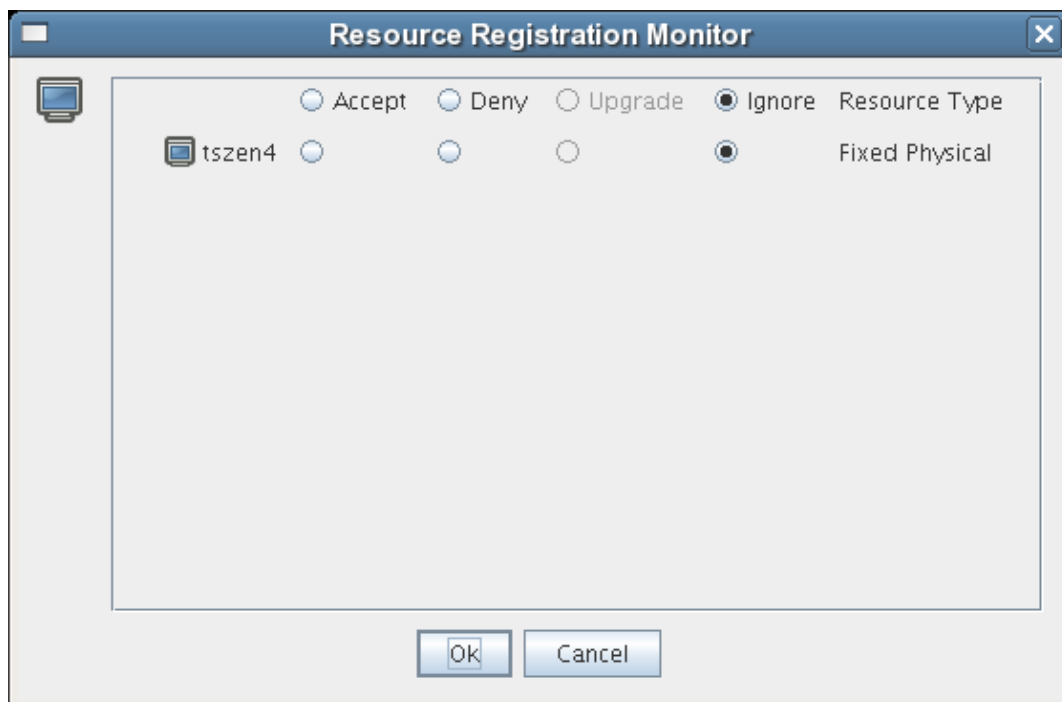 Resource Registration Monitor
Accept Deny Upgrade Ignore Resource Type
tszen4 Fixed Physical
Ok Cancel